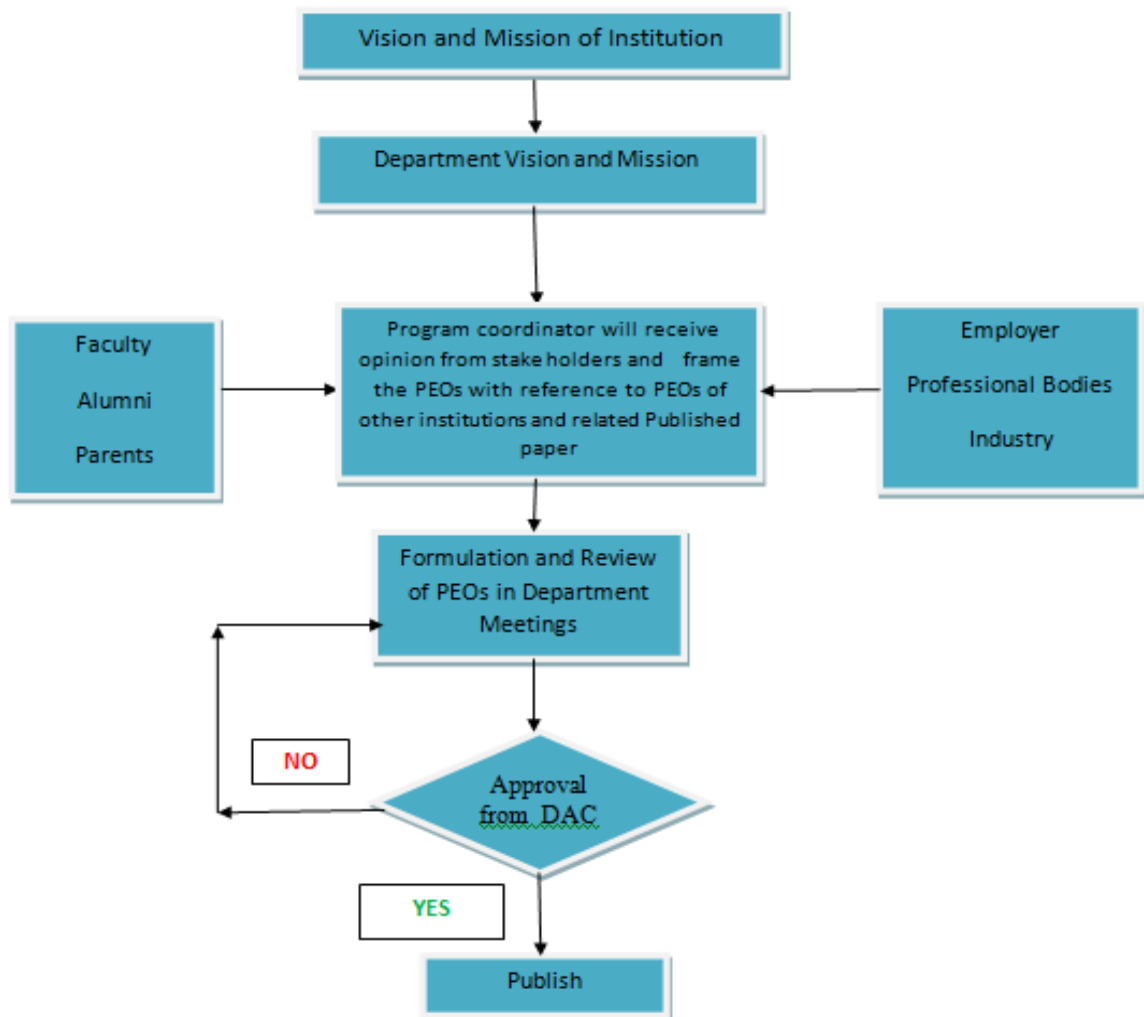 Vision and Mission of Institution
Department Vision and Mission
Faculty
Alumni
Parents
Program coordinator will receive
opinion from stake holders and frame
the PEOs with reference to PEOs of
other institutions and related Published
paper
Employer
Professional Bodies
Industry
Formulation and Review
of PEOs in Department
Meetings
NO
Approval
from DAC
YES
Publish